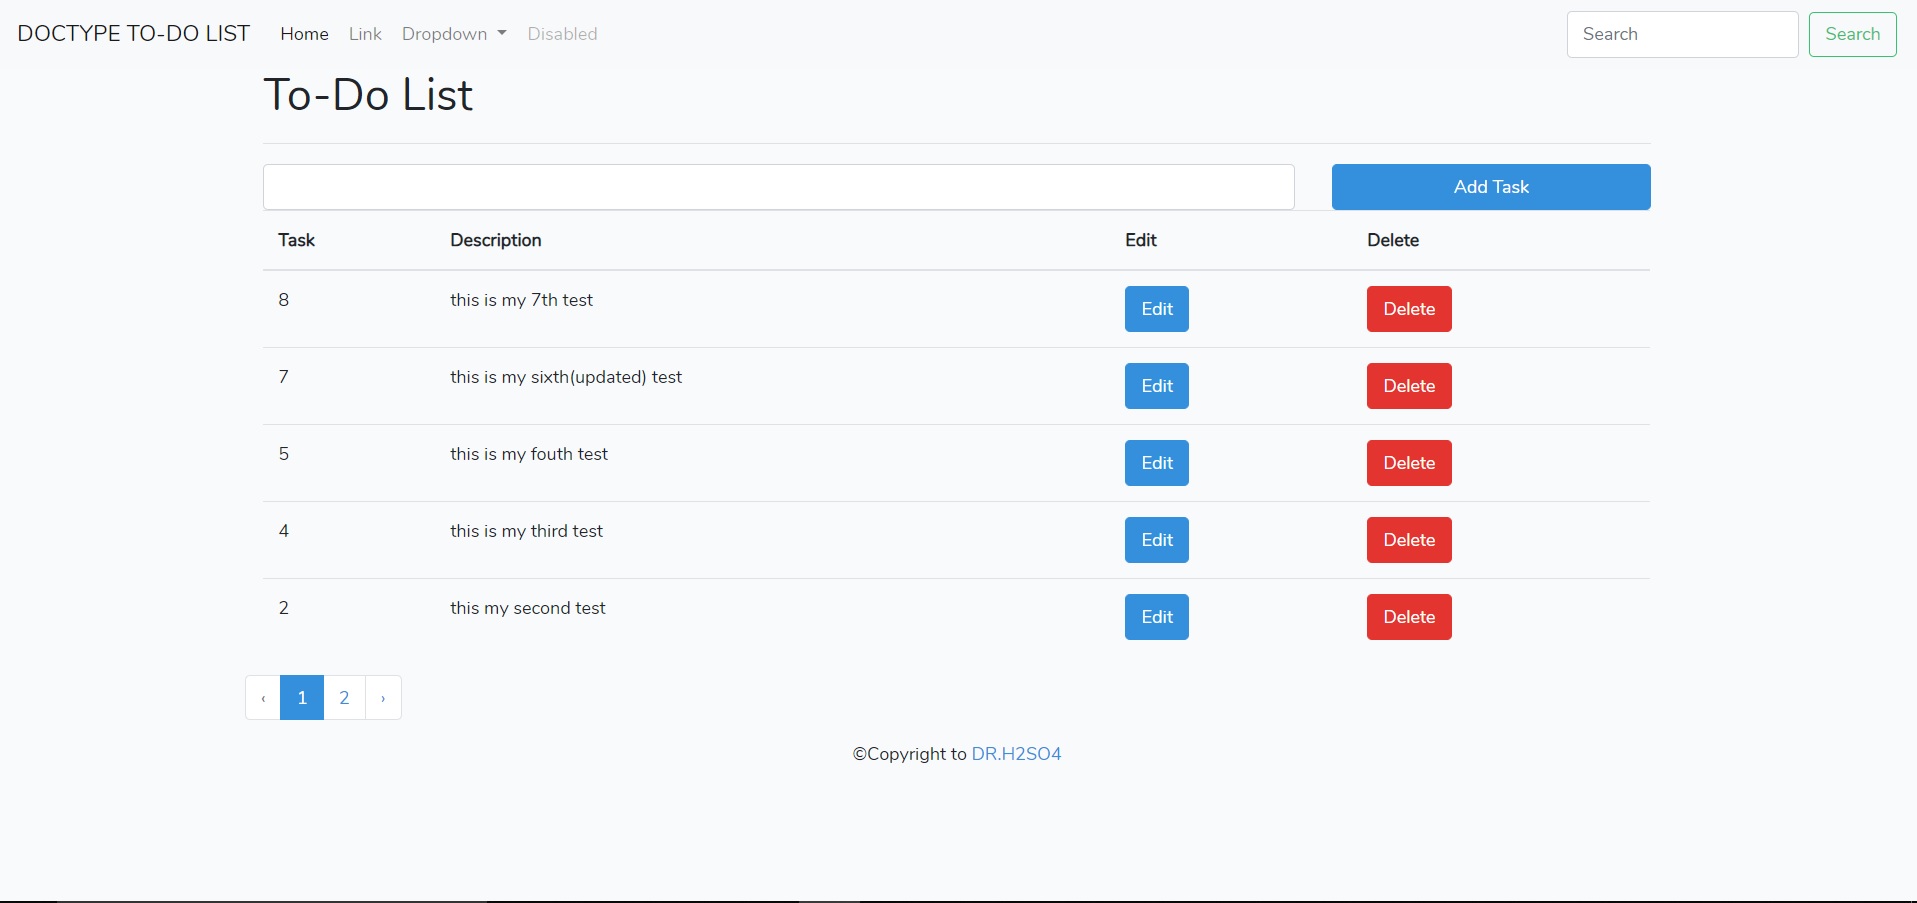 DOCTYPE TO-DO LIST Home Link Dropdown Disabled Search Search
To-Do List
Add Task
Task Description Edit Delete
8 this is my 7th test Edit Delete
7 this is my sixth(updated) test Edit Delete
5 this is my fouth test Edit Delete
4 this is my third test Edit Delete
2 this my second test Edit Delete
‹ 1 2 ›
©Copyright to DR.H2SO4